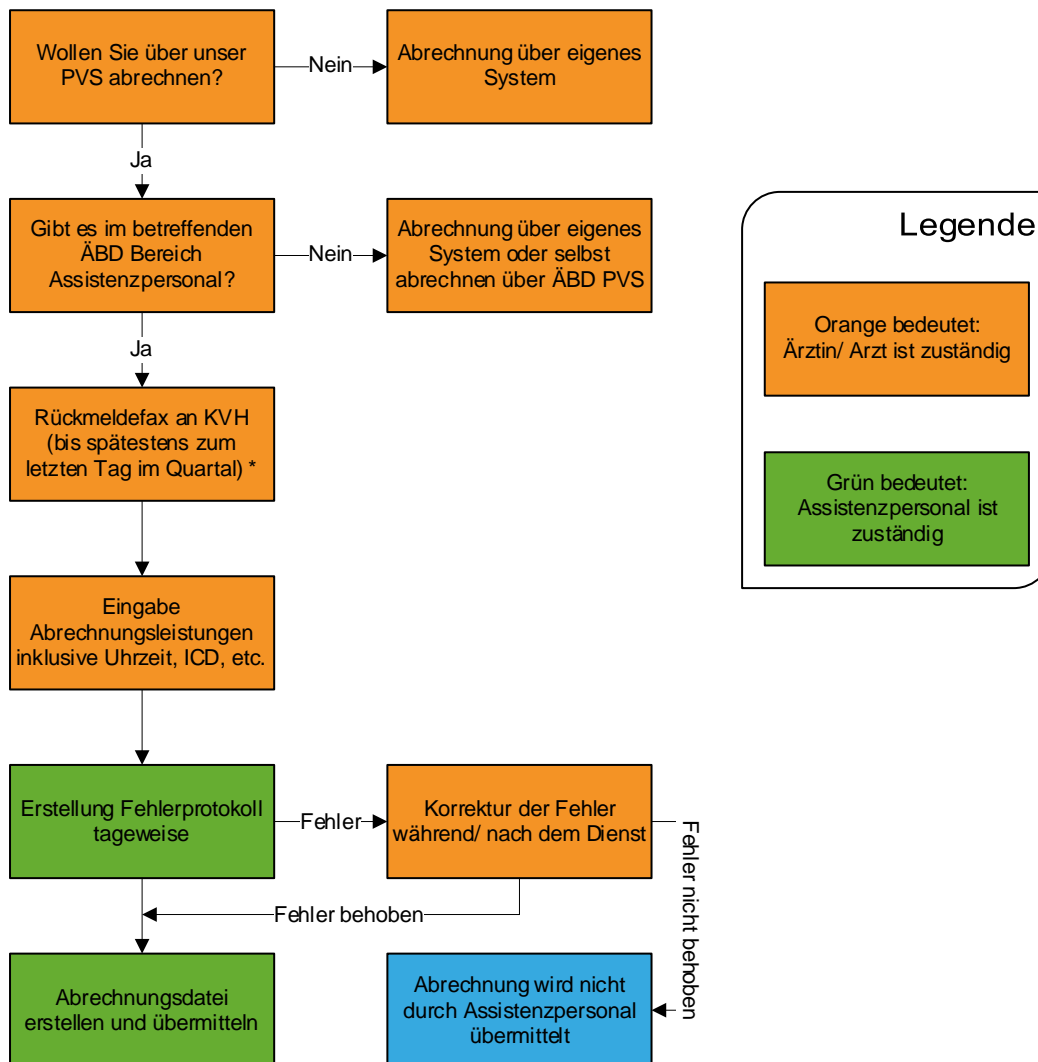 Wollen Sie über unser
PVS abrechnen?
Nein
Abrechnung über eigenes
System
Ja
Gibt es im betreffenden
ÄBD Bereich
Assistenzpersonal?
Nein
Abrechnung über eigenes
System oder selbst
abrechnen über ÄBD PVS
Ja
Rückmeldefax an KVH
(bis spätestens zum
letzten Tag im Quartal) *
Eingabe
Abrechnungsleistungen
inklusive Uhrzeit, ICD, etc.
Erstellung Fehlerprotokoll
tageweise
Fehler
Korrektur der Fehler
während/ nach dem Dienst
Fehler nicht behoben
Fehler behoben
Abrechnungsdatei
erstellen und übermitteln
Abrechnung wird nicht
durch Assistenzpersonal
übermittelt
Legende
Orange bedeutet:
Ärztin/ Arzt ist zuständig
Grün bedeutet:
Assistenzpersonal ist
zuständig